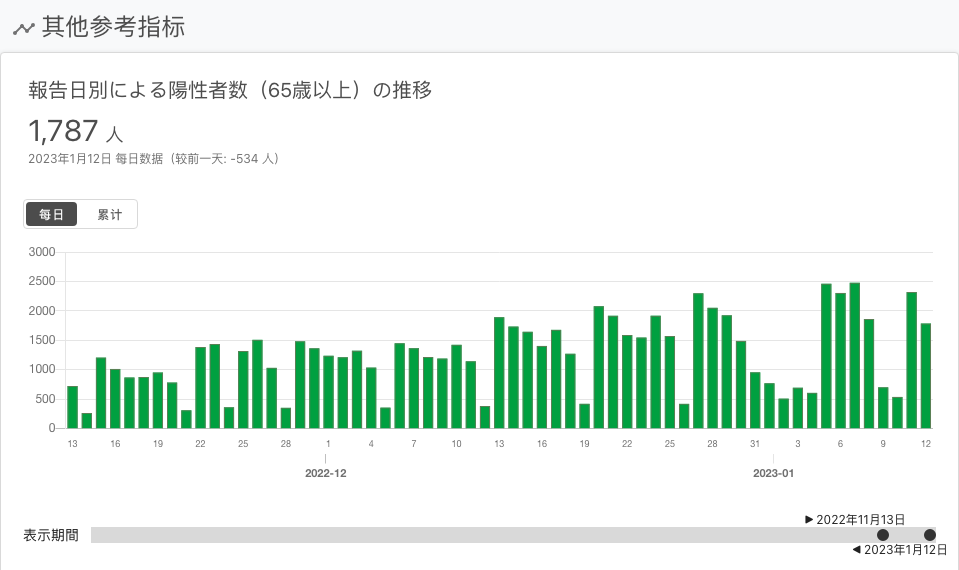 其他参考指标
報告日別による陽性者数（65歳以上）の推移
1,787 人
2023年1月12日 每日数据（较前一天: -534 人）
每日 累计
3000
2500
2000
1500
1000
500
0
13 16 19 22 25 28 1 4 7 10 13 16 19 22 25 28 31 3 6 9 12
2022-12 2023-01
▶ 2022年11月13日
表示期間
◀ 2023年1月12日